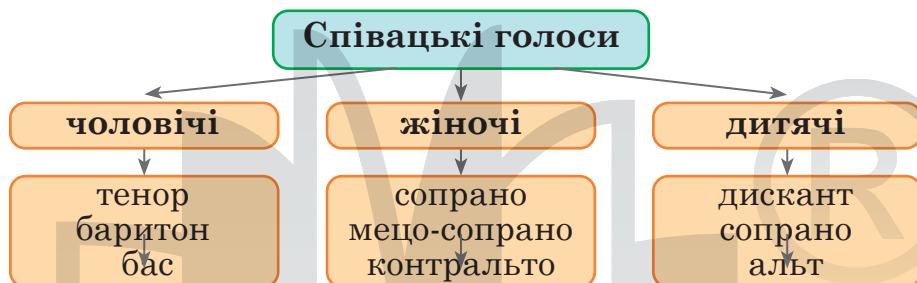 Співацькі голоси
чоловічі
жіночі
дитячі
тенор
баритон
бас
сопрано
мецо-сопрано
контральто
дискант
сопрано
альт
®